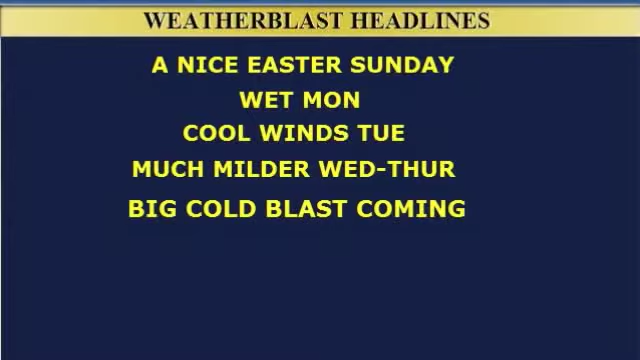 WEATHERBLAST HEADLINES
A NICE EASTER SUNDAY
WET MON
COOL WINDS TUE
MUCH MILDER WED-THUR
BIG COLD BLAST COMING